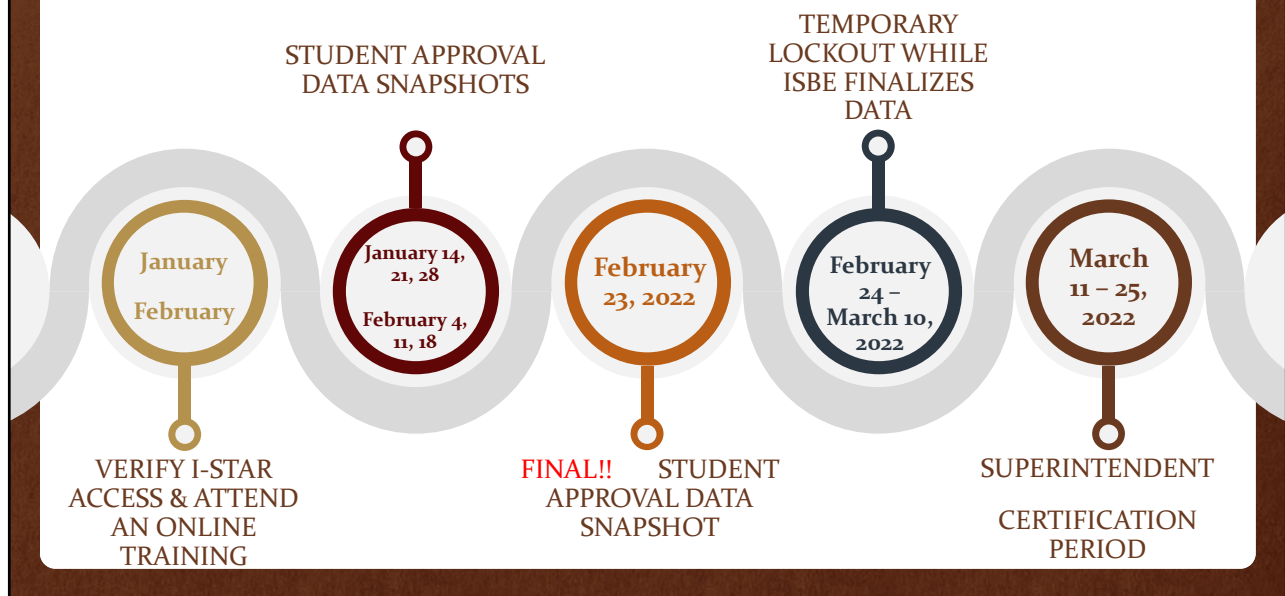 January
February
VERIFY I-STAR
ACCESS & ATTEND
AN ONLINE
TRAINING
STUDENT APPROVAL
DATA SNAPSHOTS
January 14,
21, 28
February 4,
11, 18
February
23, 2022
FINAL!! STUDENT
APPROVAL DATA
SNAPSHOT
TEMPORARY
LOCKOUT WHILE
ISBE FINALIZES
DATA
February
24 –
March 10,
2022
March
11 – 25,
2022
SUPERINTENDENT
CERTIFICATION
PERIOD